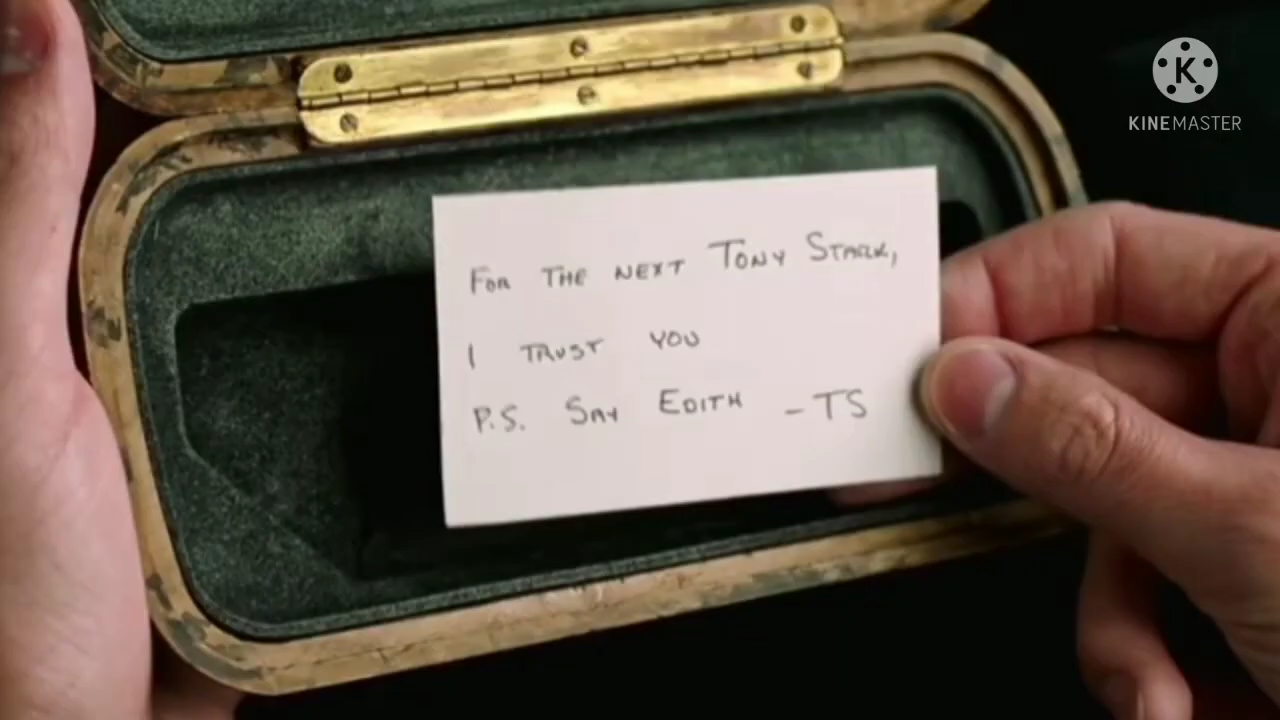 K
KINEMASTER
FOR THE NEXT TONY STARK,
I TRUST YOU
P.S. SAY EDITH - TS